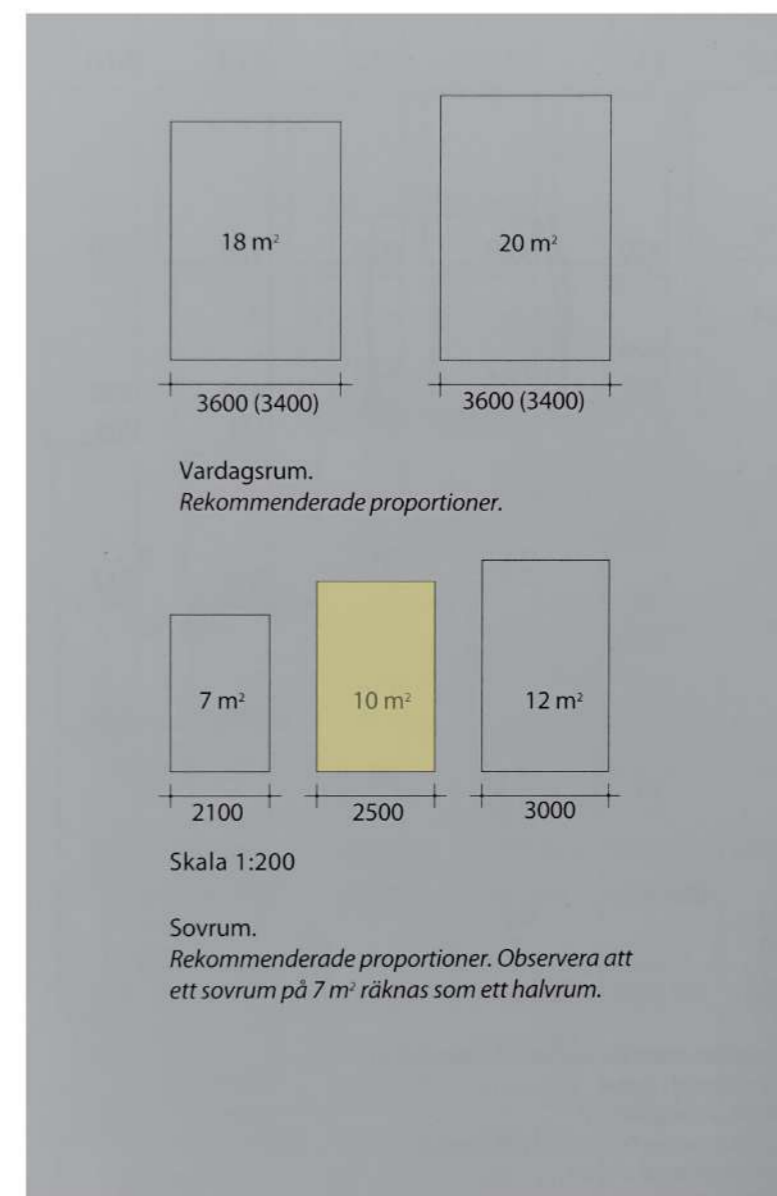 18 m²
20 m²
3600 (3400)
3600 (3400)
Vardagsrum.
Rekommenderade proportioner.
7 m²
10 m²
12 m²
2100
2500
3000
Skala 1:200
Sovrum.
Rekommenderade proportioner. Observera att
ett sovrum på 7 m² räknas som ett halvrum.